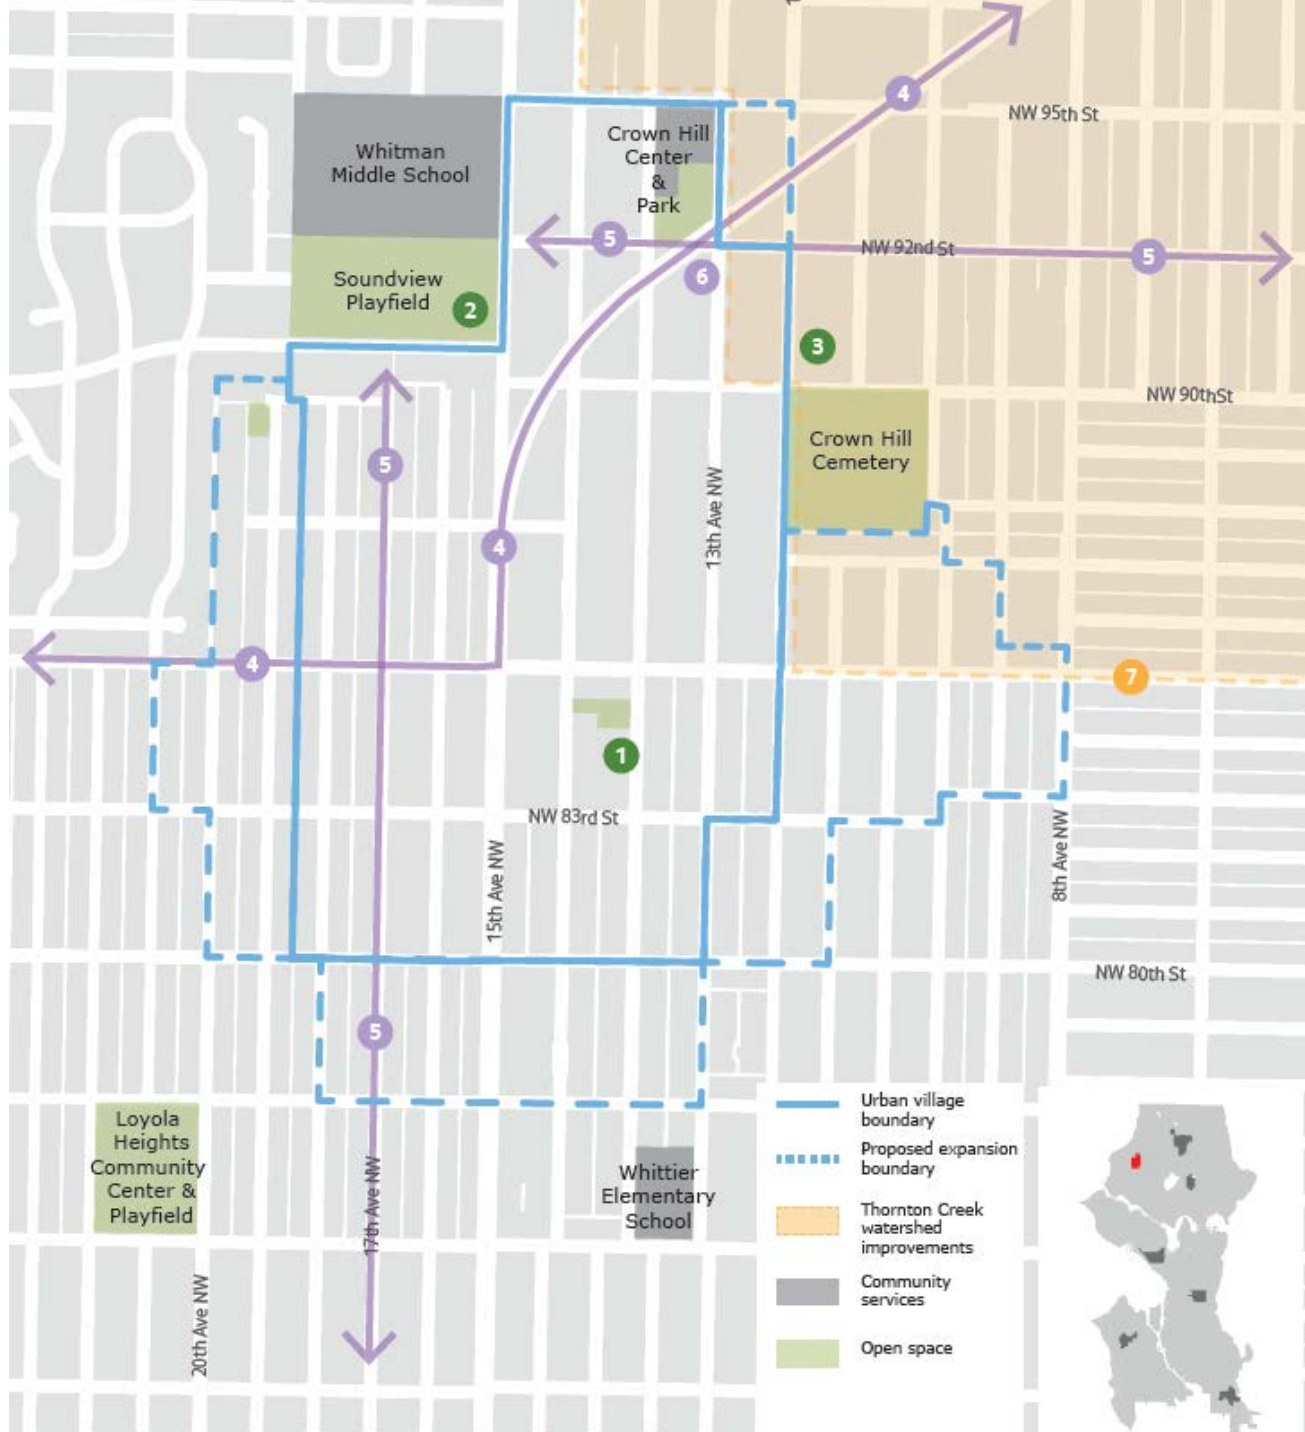 4
NW 95th St
Whitman
Middle School
Crown Hill
Center
&
Park
5
NW 92nd St
5
6
Soundview
Playfield
2
3
NW 90thSt
Crown Hill
Cemetery
5
13th Ave NW
4
4
7
1
NW 83rd St
15th Ave NW
8th Ave NW
NW 80th St
5
Loyola
Heights
Community
Center &
Playfield
17th Ave NW
Whittier
Elementary
School
20th Ave NW
Urban village
boundary
Proposed expansion
boundary
Thornton Creek
watershed
improvements
Community
services
Open space